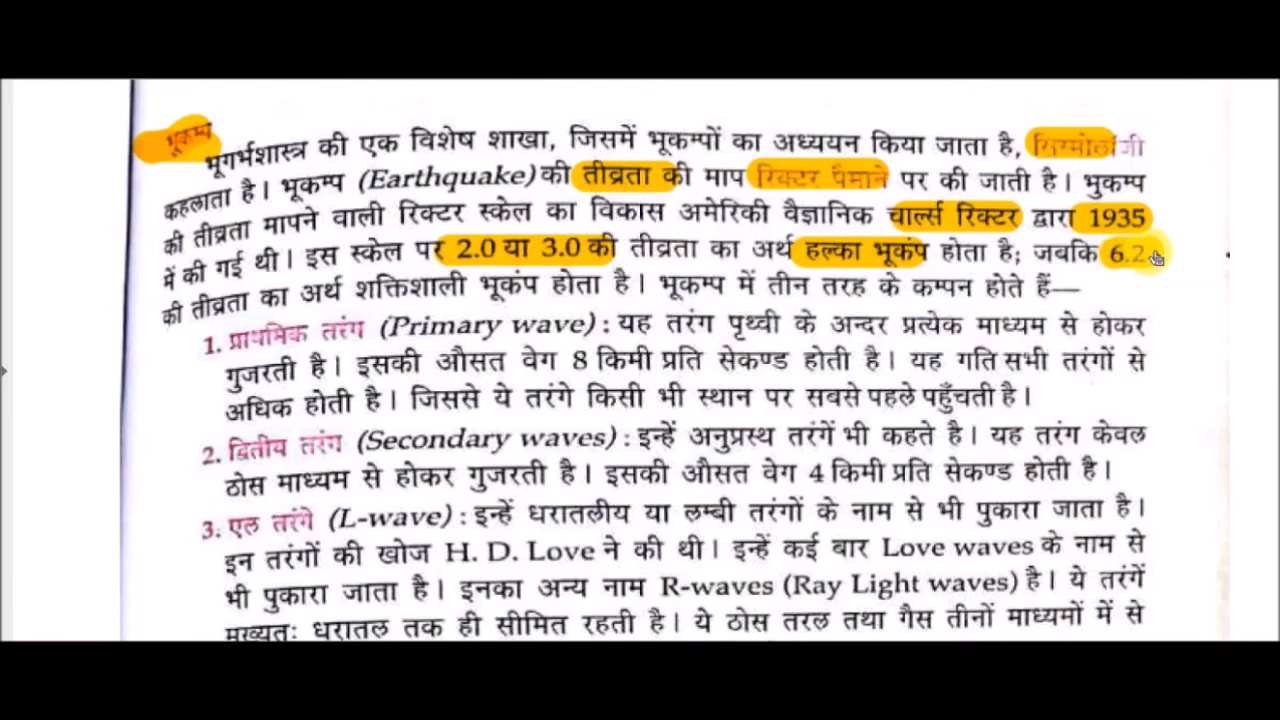 भूकम्प
भूगर्भशास्त्र की एक विशेष शाखा, जिसमें भूकम्पों का अध्ययन किया जाता है, सिस्मोलॉजी
कहलाता है। भूकम्प (Earthquake) की तीव्रता की माप रिक्टर पैमाने पर की जाती है। भुकम्प
की तीव्रता मापने वाली रिक्टर स्केल का विकास अमेरिकी वैज्ञानिक चार्ल्स रिक्टर द्वारा 1935
में की गई थी। इस स्केल पर 2.0 या 3.0 की तीव्रता का अर्थ हल्का भूकंप होता है; जबकि 6.2
की तीव्रता का अर्थ शक्तिशाली भूकंप होता है। भूकम्प में तीन तरह के कम्पन होते हैं—
1. प्राथमिक तरंग (Primary wave) : यह तरंग पृथ्वी के अन्दर प्रत्येक माध्यम से होकर
गुजरती है। इसकी औसत वेग 8 किमी प्रति सेकण्ड होती है। यह गति सभी तरंगों से
अधिक होती है। जिससे ये तरंगे किसी भी स्थान पर सबसे पहले पहुँचती है।
2. द्वितीय तरंग (Secondary waves) : इन्हें अनुप्रस्थ तरंगें भी कहते है। यह तरंग केवल
ठोस माध्यम से होकर गुजरती है। इसकी औसत वेग 4 किमी प्रति सेकण्ड होती है।
3. एल तरंगे (L-wave) : इन्हें धरातलीय या लम्बी तरंगों के नाम से भी पुकारा जाता है।
इन तरंगों की खोज H. D. Love ने की थी। इन्हें कई बार Love waves के नाम से
भी पुकारा जाता है। इनका अन्य नाम R-waves (Ray Light waves) है। ये तरंगें
मुख्यतः धरातल तक ही सीमित रहती है। ये ठोस तरल तथा गैस तीनों माध्यमों में से